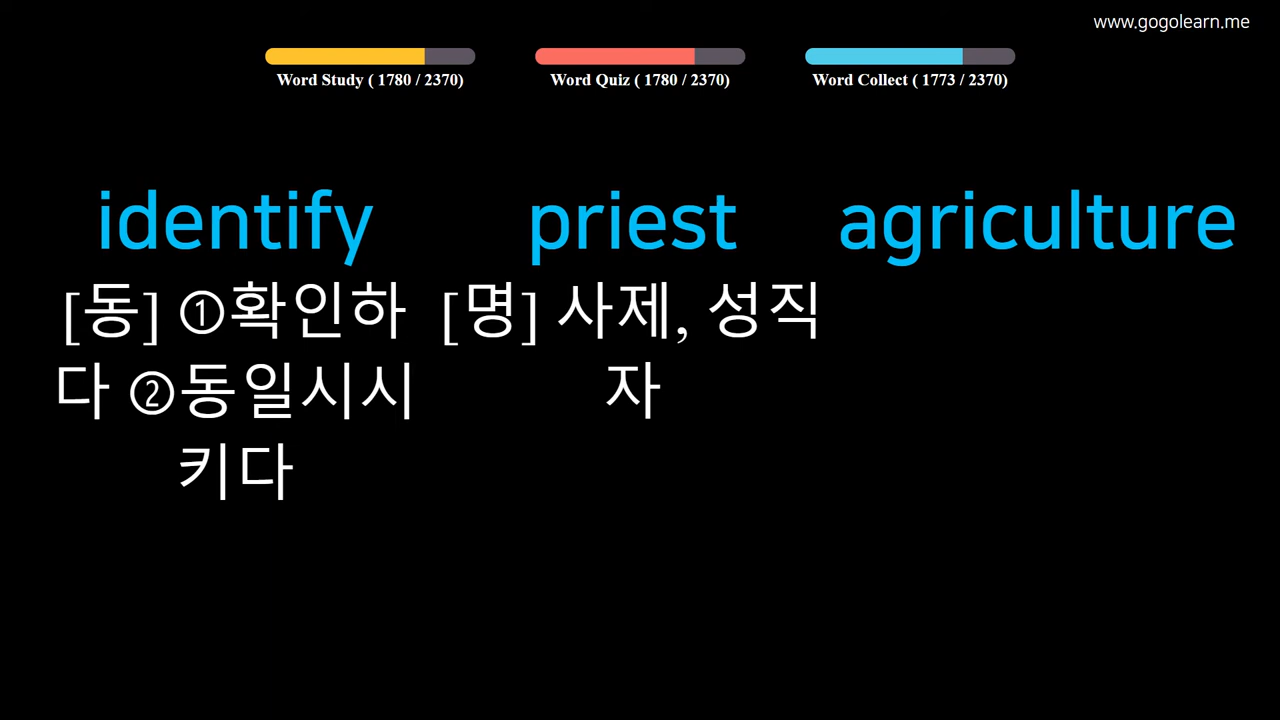 www.gogolearn.me
Word Study ( 1780 / 2370)
Word Quiz ( 1780 / 2370)
Word Collect ( 1773 / 2370)
identify
[동] ①확인하
다 ②동일시시
키다
priest
[명] 사제, 성직
자
agriculture